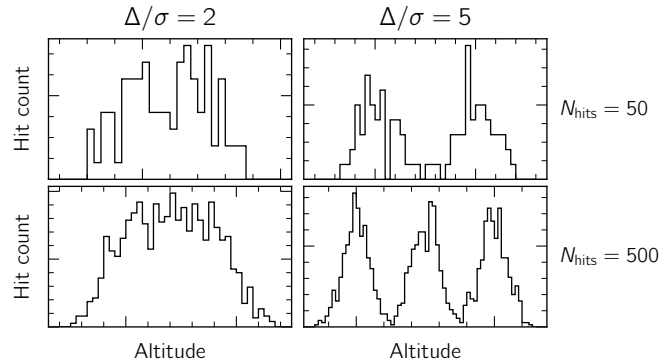 Δ/σ = 2
Δ/σ = 5
Hit count
N_hits = 50
Hit count
N_hits = 500
Altitude
Altitude